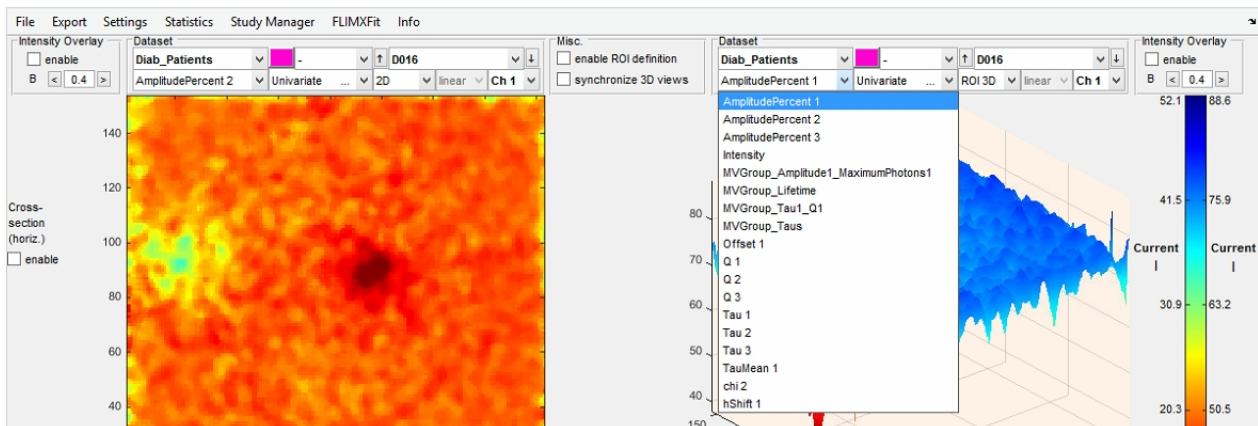 File Export Settings Statistics Study Manager FLIMXFit Info
Intensity Overlay Dataset Misc. Dataset Intensity Overlay
enable Diab_Patients - ↑ D016 ↓ enable ROI definition Diab_Patients - ↑ D016 ↓ enable
B < 0.4 > AmplitudePercent 2 Univariate ... 2D linear Ch 1 synchronize 3D views AmplitudePercent 1 Univariate ... ROI 3D linear Ch 1 B < 0.4 >
AmplitudePercent 1
AmplitudePercent 2
AmplitudePercent 3
Intensity
MVGroup_Amplitude1_MaximumPhotons1
MVGroup_Lifetime
MVGroup_Tau1_Q1
MVGroup_Taus
Offset 1
Q 1
Q 2
Q 3
Tau 1
Tau 2
Tau 3
TauMean 1
chi 2
hShift 1
Cross-
section
(horiz.)
enable
140
120
100
80
60
40
80
70
60
50
40
150
52.1 88.6
41.5 75.9
Current Current
I I
30.9 63.2
20.3 50.5